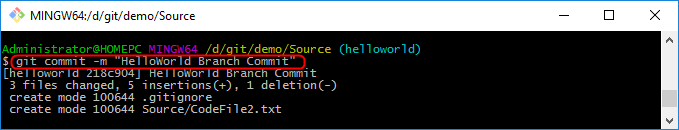 MINGW64:/d/git/demo/Source
Administrator@HOMEPC MINGW64 /d/git/demo/Source (helloworld)
$ git commit -m "HelloWorld Branch Commit"
[helloworld 218c904] HelloWorld Branch Commit
3 files changed, 5 insertions(+), 1 deletion(-)
create mode 100644 .gitignore
create mode 100644 Source/CodeFile2.txt